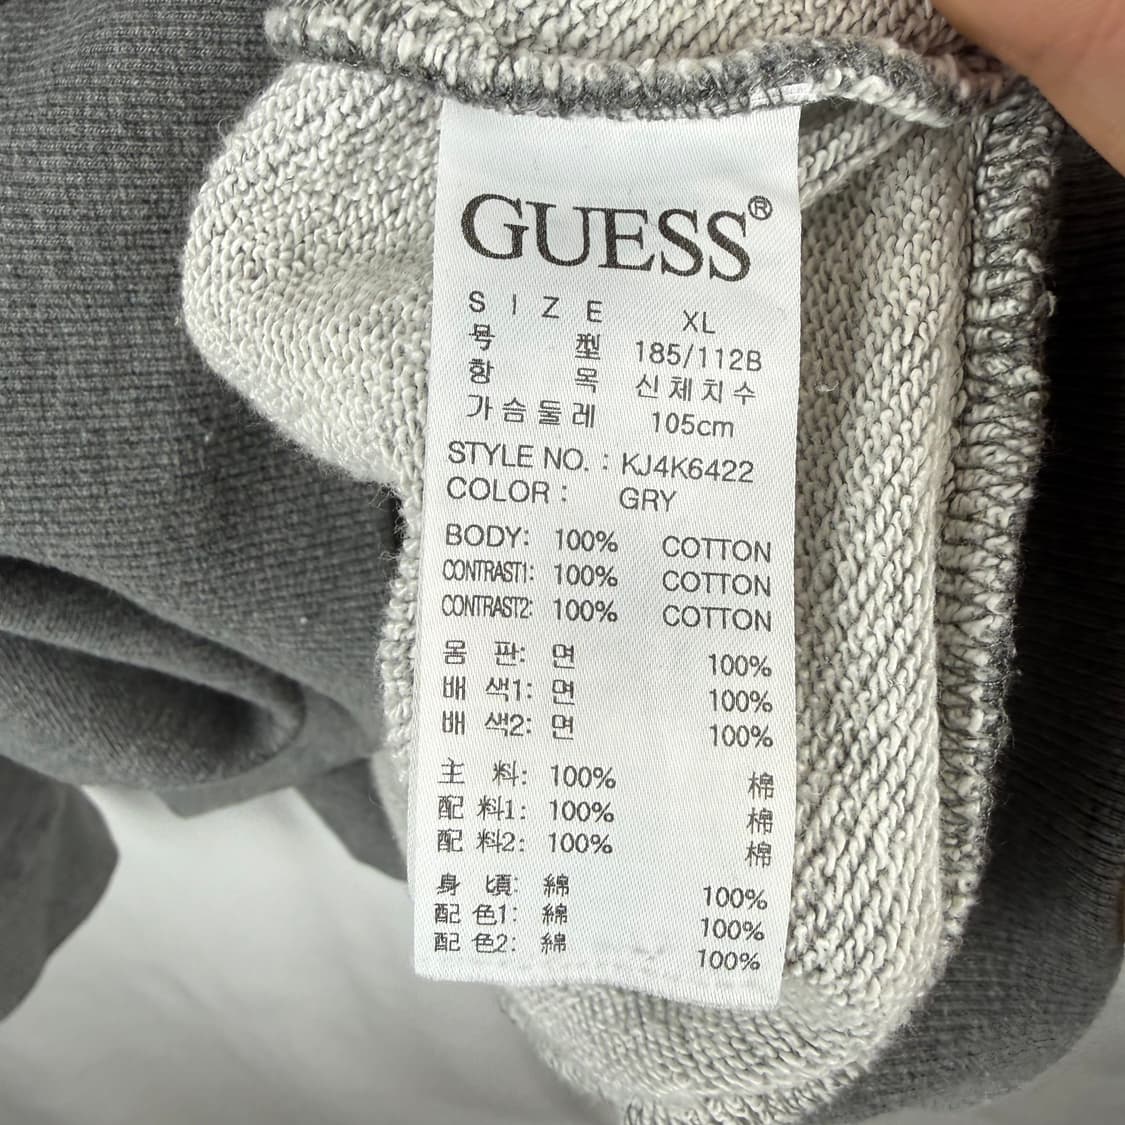 GUESS®
SIZE XL
号型 185/112B
항목 신체치수
가슴둘레 105cm
STYLE NO. : KJ4K6422
COLOR : GRY
BODY: 100% COTTON
CONTRAST1: 100% COTTON
CONTRAST2: 100% COTTON
몸판: 면 100%
배색1: 면 100%
배색2: 면 100%
主料: 100% 棉
配料1: 100% 棉
配料2: 100% 棉
身頃: 綿 100%
配色1: 綿 100%
配色2: 綿 100%